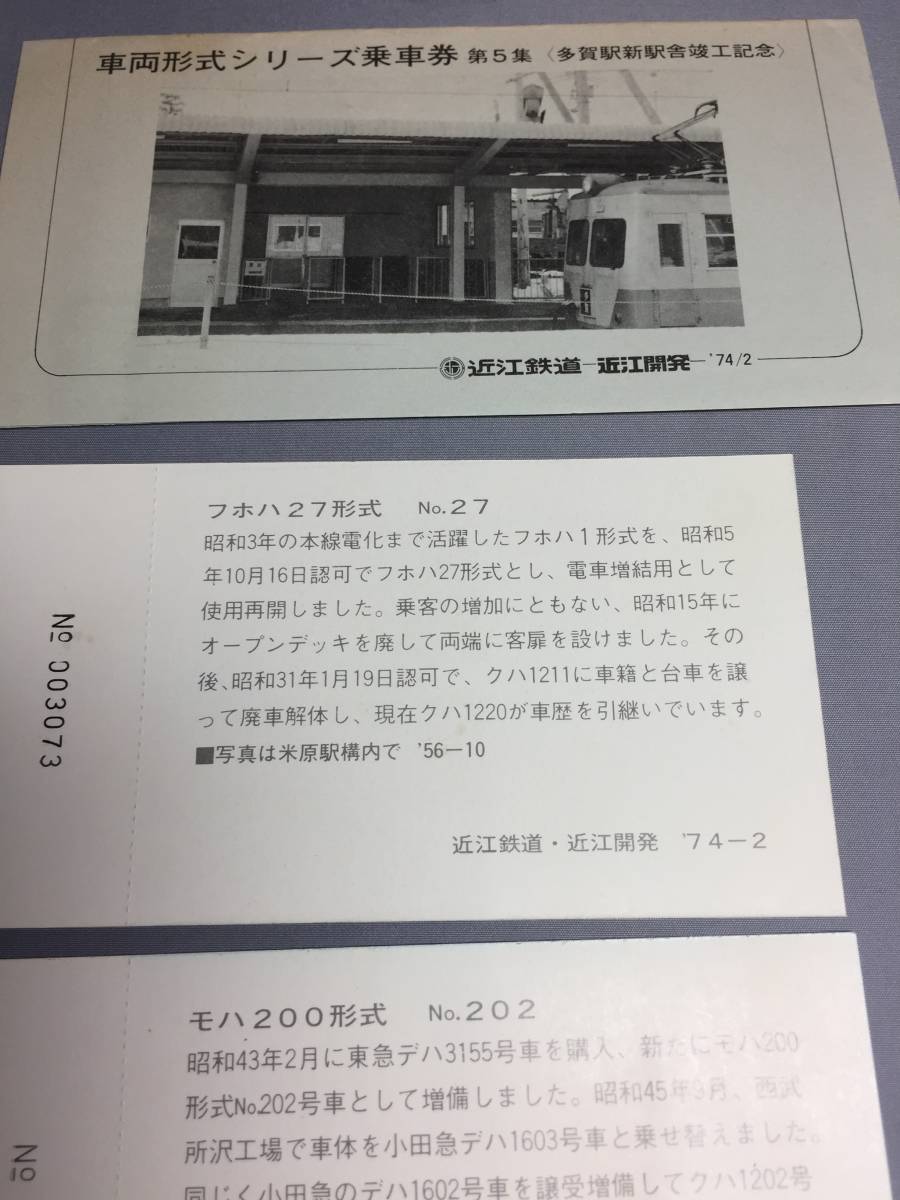 車両形式シリーズ乗車券 第5集 〈多賀駅新駅舎竣工記念〉
近江鉄道 近江開発 '74/2
フホハ27形式 No.27
昭和3年の本線電化まで活躍したフホハ1形式を、昭和5
年10月16日認可でフホハ27形式とし、電車増結用として
使用再開しました。乗客の増加にともない、昭和15年に
オープンデッキを廃して両端に客扉を設けました。その
後、昭和31年1月19日認可で、クハ1211に車籍と台車を譲
って廃車解体し、現在クハ1220が車歴を引継いでいます。
■写真は米原駅構内で '56−10
近江鉄道・近江開発 '74−2
№ 003073
モハ200形式 No.202
昭和43年2月に東急デハ3155号車を購入、新たにモハ200
形式No.202号車として増備しました。昭和45年9月、西武
所沢工場で車体を小田急デハ1603号車と乗せ替えました。
同じく小田急のデハ1602号車を譲受増備してクハ1202号
№